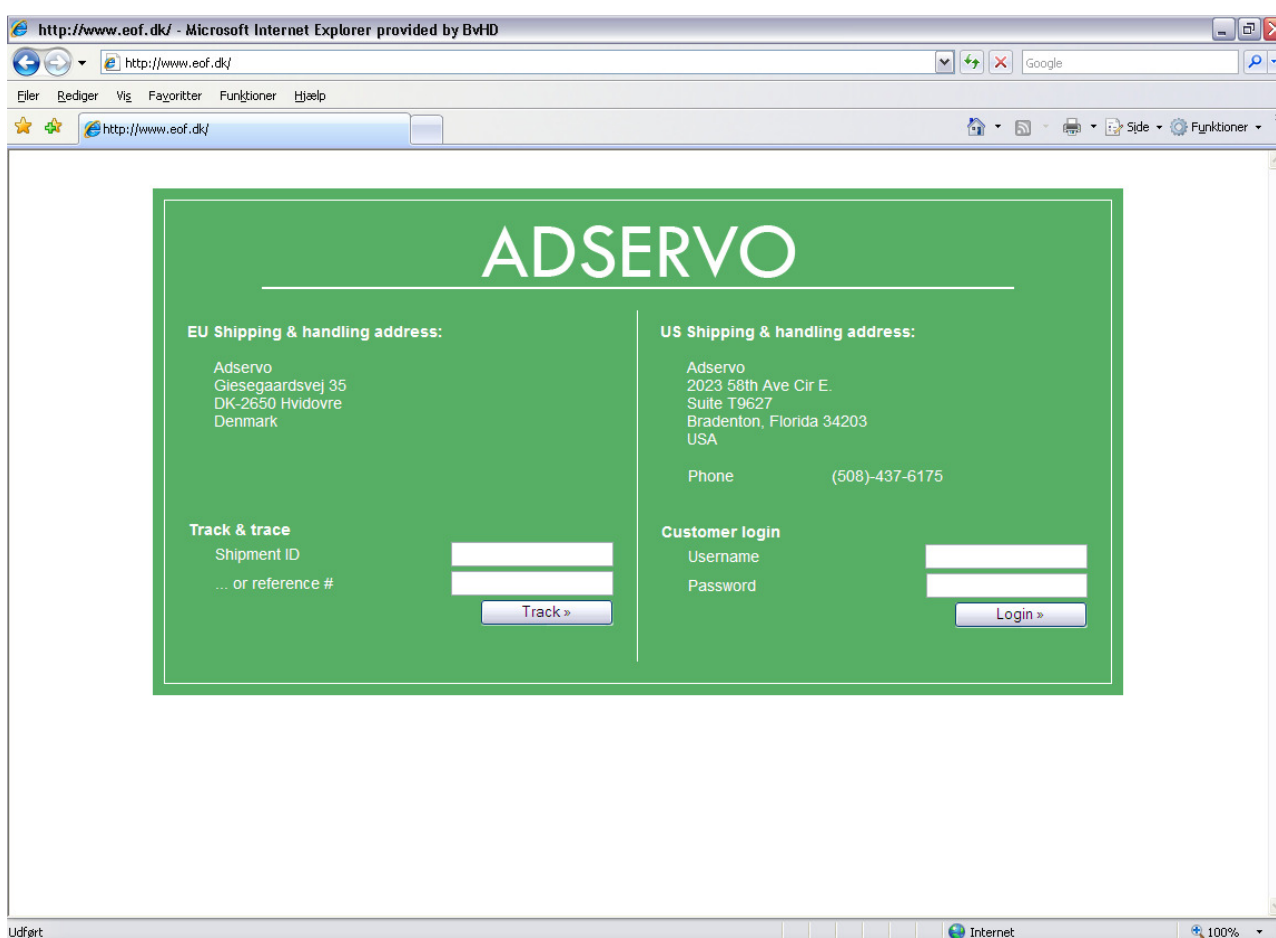 http://www.eof.dk/ - Microsoft Internet Explorer provided by BvHD
http://www.eof.dk/
Google
Filer Rediger Vis Favoritter Funktioner Hjælp
http://www.eof.dk/
Side Funktioner
ADSERVO
EU Shipping & handling address:
Adservo
Giesegaardsvej 35
DK-2650 Hvidovre
Denmark
US Shipping & handling address:
Adservo
2023 58th Ave Cir E.
Suite T9627
Bradenton, Florida 34203
USA
Phone (508)-437-6175
Track & trace
Shipment ID
... or reference #
Track »
Customer login
Username
Password
Login »
Udført Internet 100%